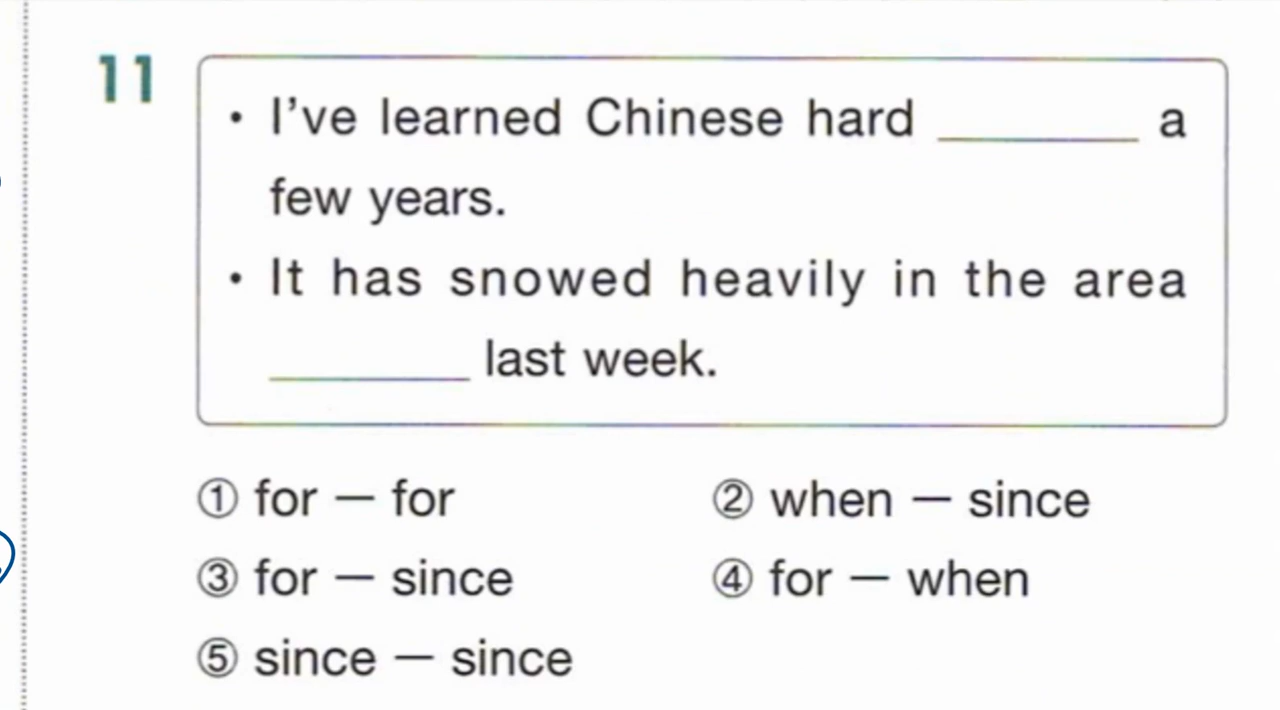 11
• I've learned Chinese hard ________ a
few years.
• It has snowed heavily in the area
________ last week.
① for — for ② when — since
③ for — since ④ for — when
⑤ since — since